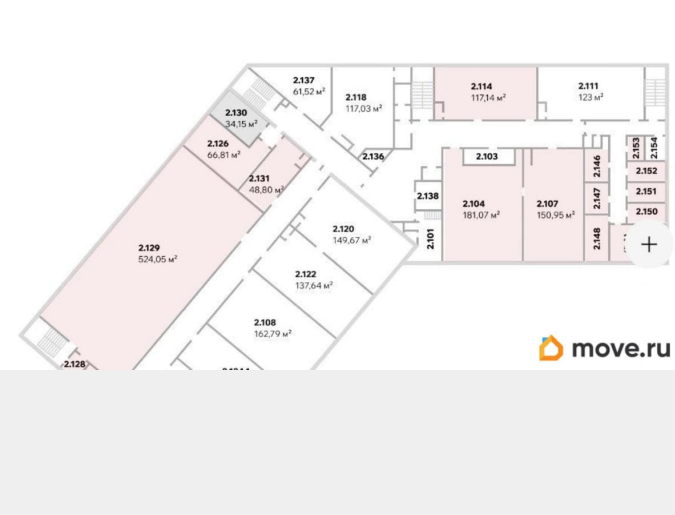 2.137
61,52 м²
2.118
117,03 м²
2.114
117,14 м²
2.111
123 м²
2.130
34,15 м²
2.126
66,81 м²
2.131
48,80 м²
2.136
2.103
2.146
2.153
2.154
2.152
2.151
2.150
2.147
2.148
2.138
2.101
2.104
181,07 м²
2.107
150,95 м²
2.120
149,67 м²
2.129
524,05 м²
2.122
137,64 м²
2.108
162,79 м²
2.128
move.ru